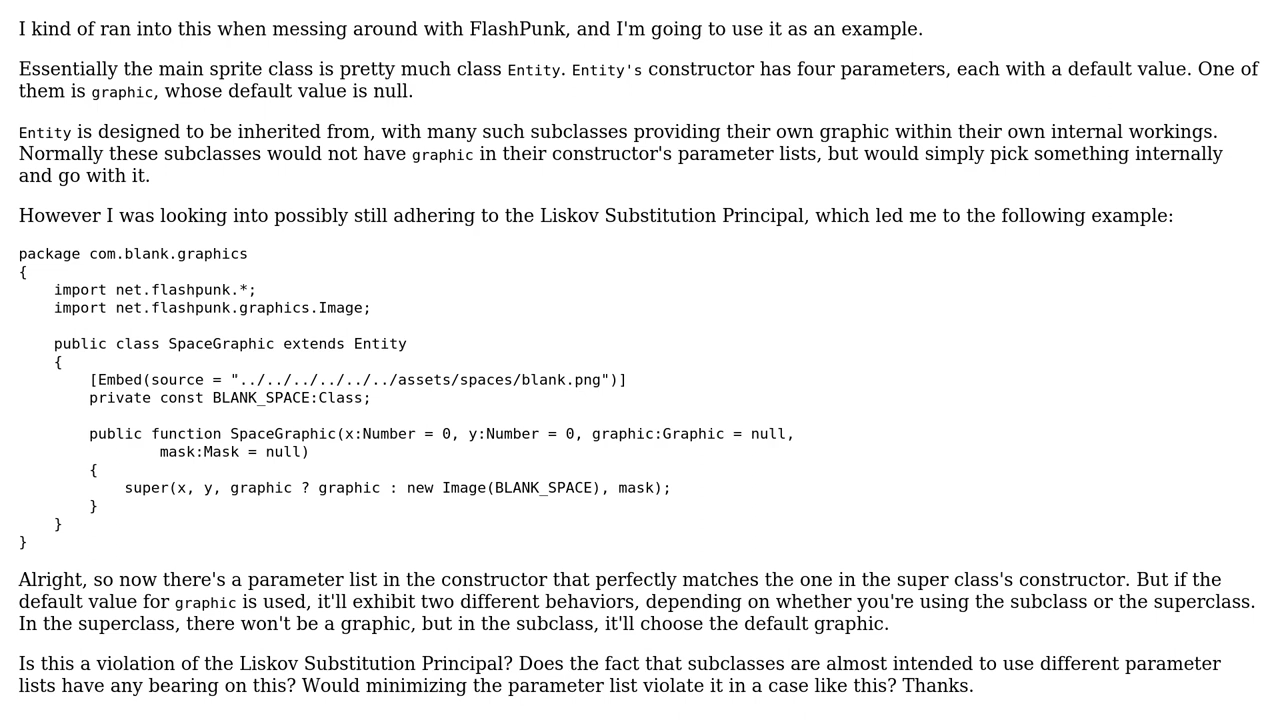 I kind of ran into this when messing around with FlashPunk, and I'm going to use it as an example.
Essentially the main sprite class is pretty much class Entity. Entity's constructor has four parameters, each with a default value. One of
them is graphic, whose default value is null.
Entity is designed to be inherited from, with many such subclasses providing their own graphic within their own internal workings.
Normally these subclasses would not have graphic in their constructor's parameter lists, but would simply pick something internally
and go with it.
However I was looking into possibly still adhering to the Liskov Substitution Principal, which led me to the following example:
package com.blank.graphics
{
    import net.flashpunk.*;
    import net.flashpunk.graphics.Image;
    public class SpaceGraphic extends Entity
    {
        [Embed(source = "../../../../../../assets/spaces/blank.png")]
        private const BLANK_SPACE:Class;
        public function SpaceGraphic(x:Number = 0, y:Number = 0, graphic:Graphic = null,
                mask:Mask = null)
        {
            super(x, y, graphic ? graphic : new Image(BLANK_SPACE), mask);
        }
    }
}
Alright, so now there's a parameter list in the constructor that perfectly matches the one in the super class's constructor. But if the
default value for graphic is used, it'll exhibit two different behaviors, depending on whether you're using the subclass or the superclass.
In the superclass, there won't be a graphic, but in the subclass, it'll choose the default graphic.
Is this a violation of the Liskov Substitution Principal? Does the fact that subclasses are almost intended to use different parameter
lists have any bearing on this? Would minimizing the parameter list violate it in a case like this? Thanks.